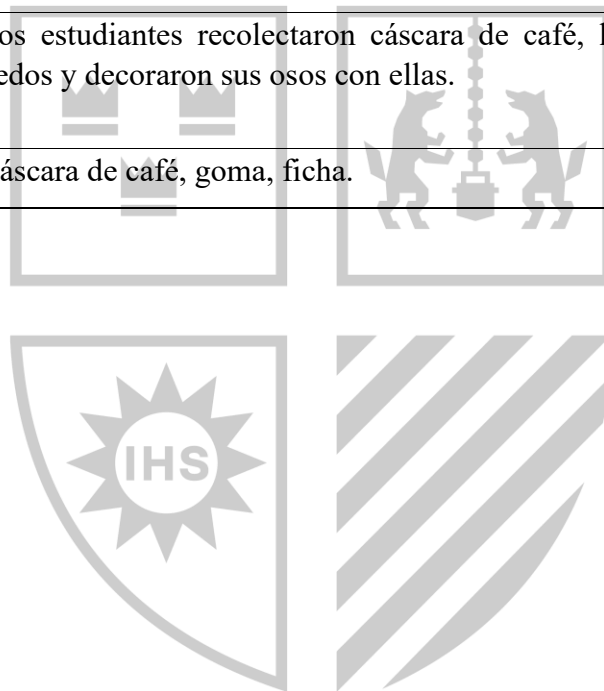 os estudiantes recolectaron cáscara de café,
edos y decoraron sus osos con ellas.
áscara de café, goma, ficha.
IHS